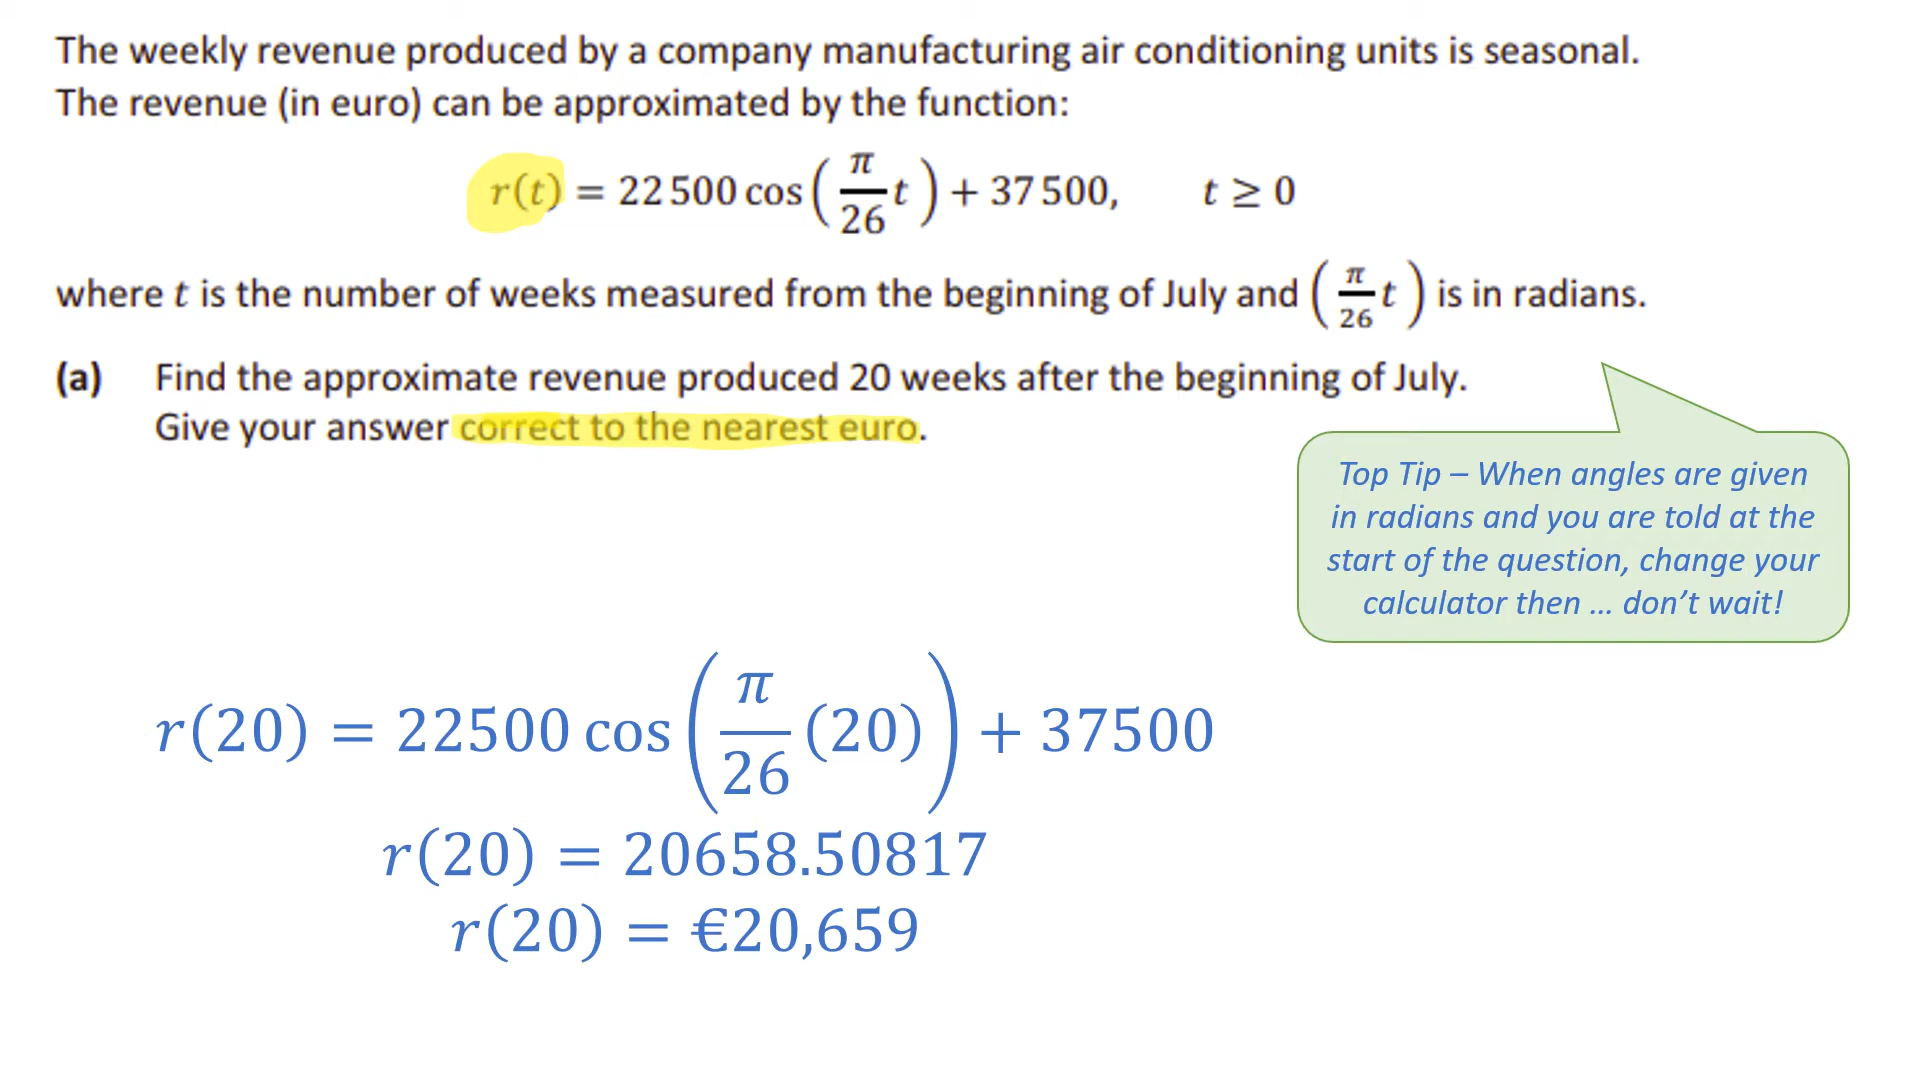 The weekly revenue produced by a company manufacturing air conditioning units is seasonal.
The revenue (in euro) can be approximated by the function:
r(t) = 22 500 cos(π/26 t) + 37 500, t ≥ 0
where t is the number of weeks measured from the beginning of July and (π/26 t) is in radians.
(a) Find the approximate revenue produced 20 weeks after the beginning of July.
Give your answer correct to the nearest euro.
Top Tip – When angles are given
in radians and you are told at the
start of the question, change your
calculator then … don’t wait!
r(20) = 22500 cos(π/26 (20)) + 37500
r(20) = 20658.50817
r(20) = €20,659